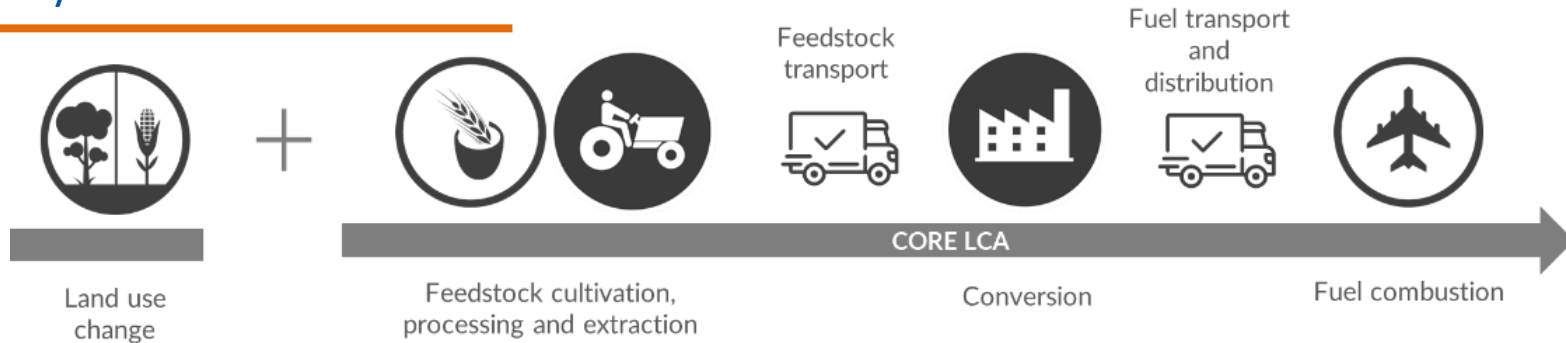 Feedstock
transport
Fuel transport
and
distribution
CORE LCA
Land use
change
Feedstock cultivation,
processing and extraction
Conversion
Fuel combustion